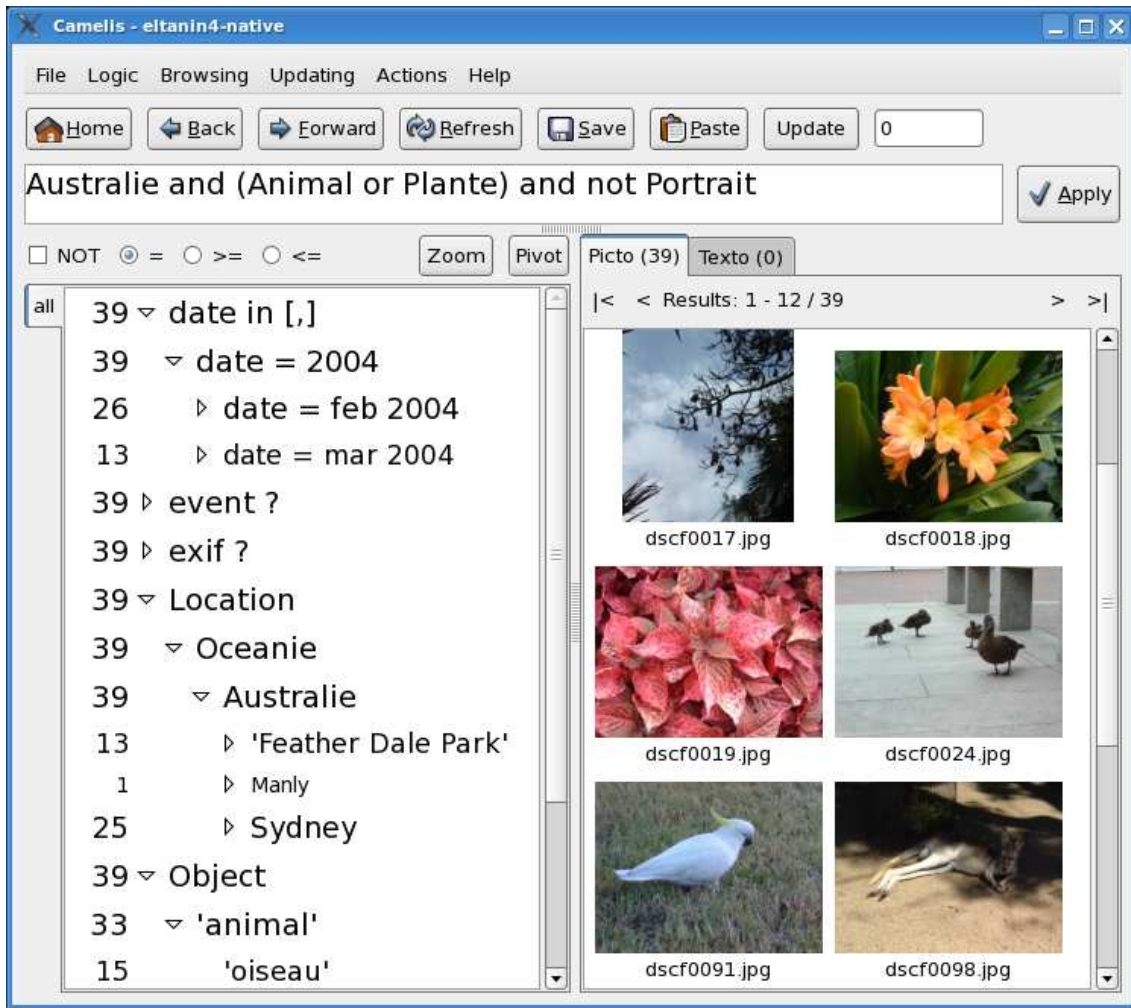 Camelis - eltanin4-native
File Logic Browsing Updating Actions Help
Home Back Forward Refresh Save Paste Update 0
Australie and (Animal or Plante) and not Portrait
Apply
NOT = >= <= Zoom Pivot
Picto (39) Texto (0)
all
39 date in [,]
39 date = 2004
26 date = feb 2004
13 date = mar 2004
39 event ?
39 exif ?
39 Location
39 Oceanie
39 Australie
13 'Feather Dale Park'
1 Manly
25 Sydney
39 Object
33 'animal'
15 'oiseau'
|< < Results: 1 - 12 / 39 > >|
dscf0017.jpg dscf0018.jpg
dscf0019.jpg dscf0024.jpg
dscf0091.jpg dscf0098.jpg